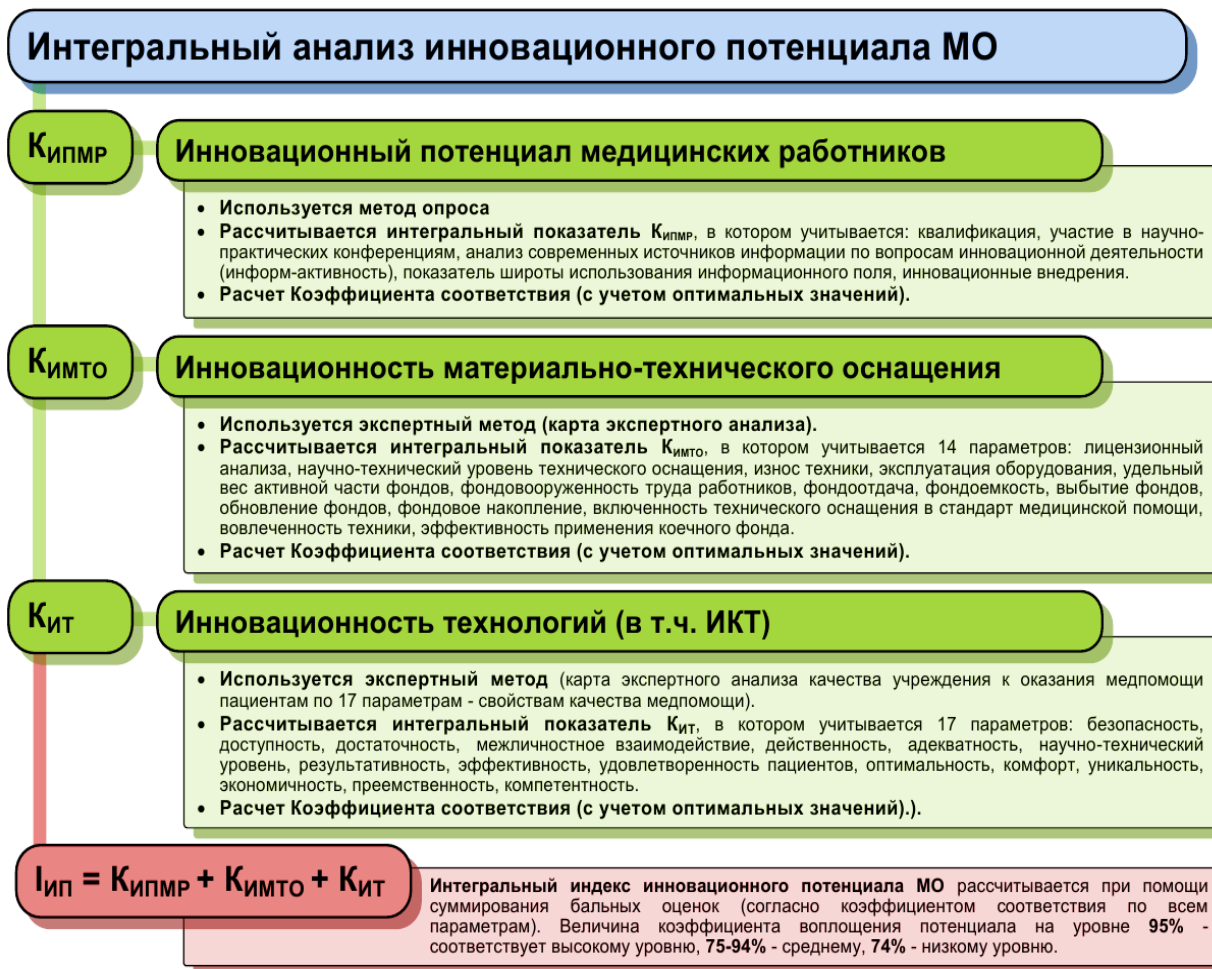 Интегральный анализ инновационного потенциала МО
КИПМР
Инновационный потенциал медицинских работников
• Используется метод опроса
• Рассчитывается интегральный показатель КИПМР, в котором учитывается: квалификация, участие в научно-
практических конференциям, анализ современных источников информации по вопросам инновационной деятельности
(информ-активность), показатель широты использования информационного поля, инновационные внедрения.
• Расчет Коэффициента соответствия (с учетом оптимальных значений).
КИМТО
Инновационность материально-технического оснащения
• Используется экспертный метод (карта экспертного анализа).
• Рассчитывается интегральный показатель КИМТО, в котором учитывается 14 параметров: лицензионный
анализа, научно-технический уровень технического оснащения, износ техники, эксплуатация оборудования, удельный
вес активной части фондов, фондовооруженность труда работников, фондоотдача, фондоемкость, выбытие фондов,
обновление фондов, фондовое накопление, включенность технического оснащения в стандарт медицинской помощи,
вовлеченность техники, эффективность применения коечного фонда.
• Расчет Коэффициента соответствия (с учетом оптимальных значений).
КИТ
Инновационность технологий (в т.ч. ИКТ)
• Используется экспертный метод (карта экспертного анализа качества учреждения к оказания медпомощи
пациентам по 17 параметрам - свойствам качества медпомощи).
• Рассчитывается интегральный показатель КИТ, в котором учитывается 17 параметров: безопасность,
доступность, достаточность, межличностное взаимодействие, действенность, адекватность, научно-технический
уровень, результативность, эффективность, удовлетворенность пациентов, оптимальность, комфорт, уникальность,
экономичность, преемственность, компетентность.
• Расчет Коэффициента соответствия (с учетом оптимальных значений).).
IИП = КИПМР + КИМТО + КИТ
Интегральный индекс инновационного потенциала МО рассчитывается при помощи
суммирования бальных оценок (согласно коэффициентом соответствия по всем
параметрам). Величина коэффициента воплощения потенциала на уровне 95% -
соответствует высокому уровню, 75-94% - среднему, 74% - низкому уровню.